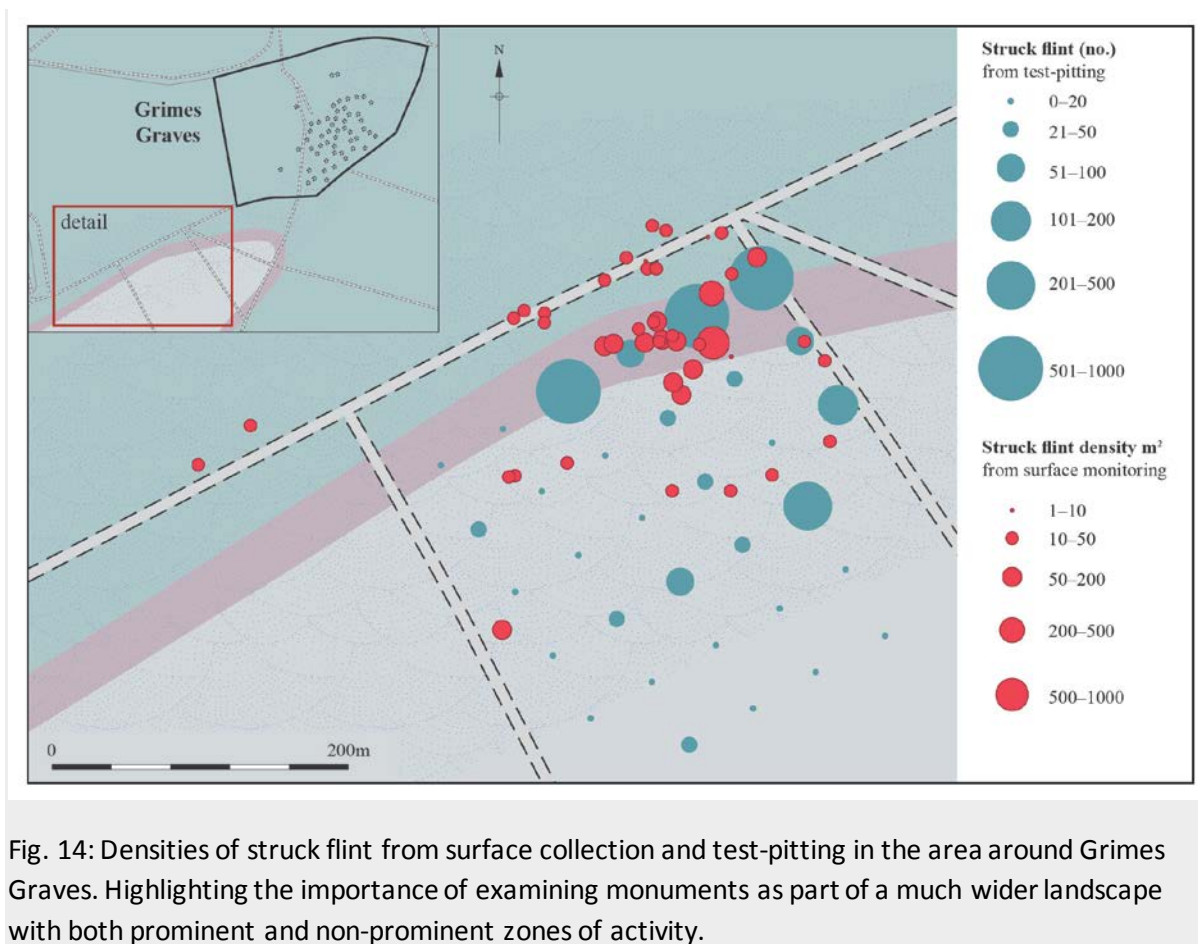 Grimes
Graves
detail
N
0
200m
Struck flint (no.)
from test-pitting
0–20
21–50
51–100
101–200
201–500
501–1000
Struck flint density m²
from surface monitoring
1–10
10–50
50–200
200–500
500–1000
Fig. 14: Densities of struck flint from surface collection and test-pitting in the area around Grimes
Graves. Highlighting the importance of examining monuments as part of a much wider landscape
with both prominent and non-prominent zones of activity.